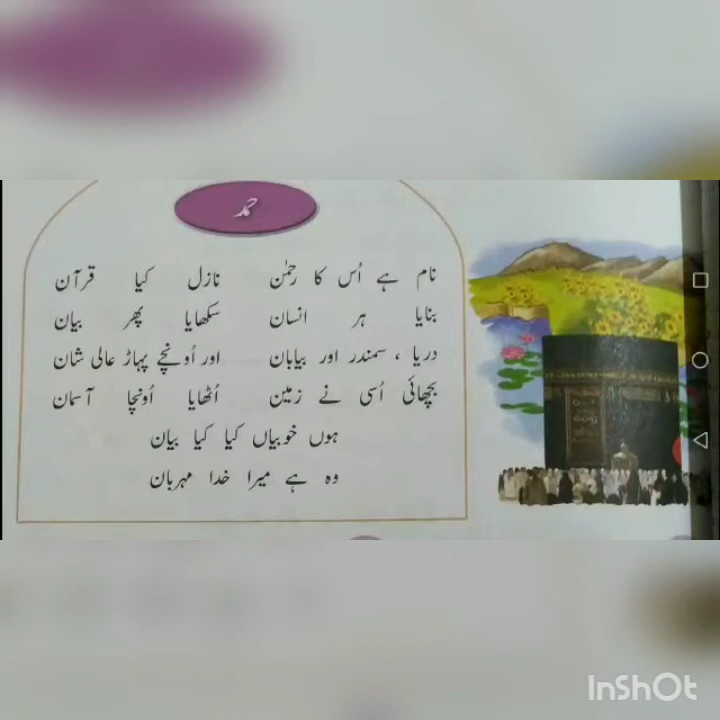 حمد
نام ہے اُس کا رحمٰن نازل کیا قرآن
بنایا ہر انسان سکھایا پھر بیان
دریا ، سمندر اور بیابان اور اُونچے پہاڑ عالی شان
بچھائی اُسی نے زمین اُٹھایا اُونچا آسمان
ہوں خوبیاں کیا کیا بیان
وہ ہے میرا خدا مہربان
InShOt